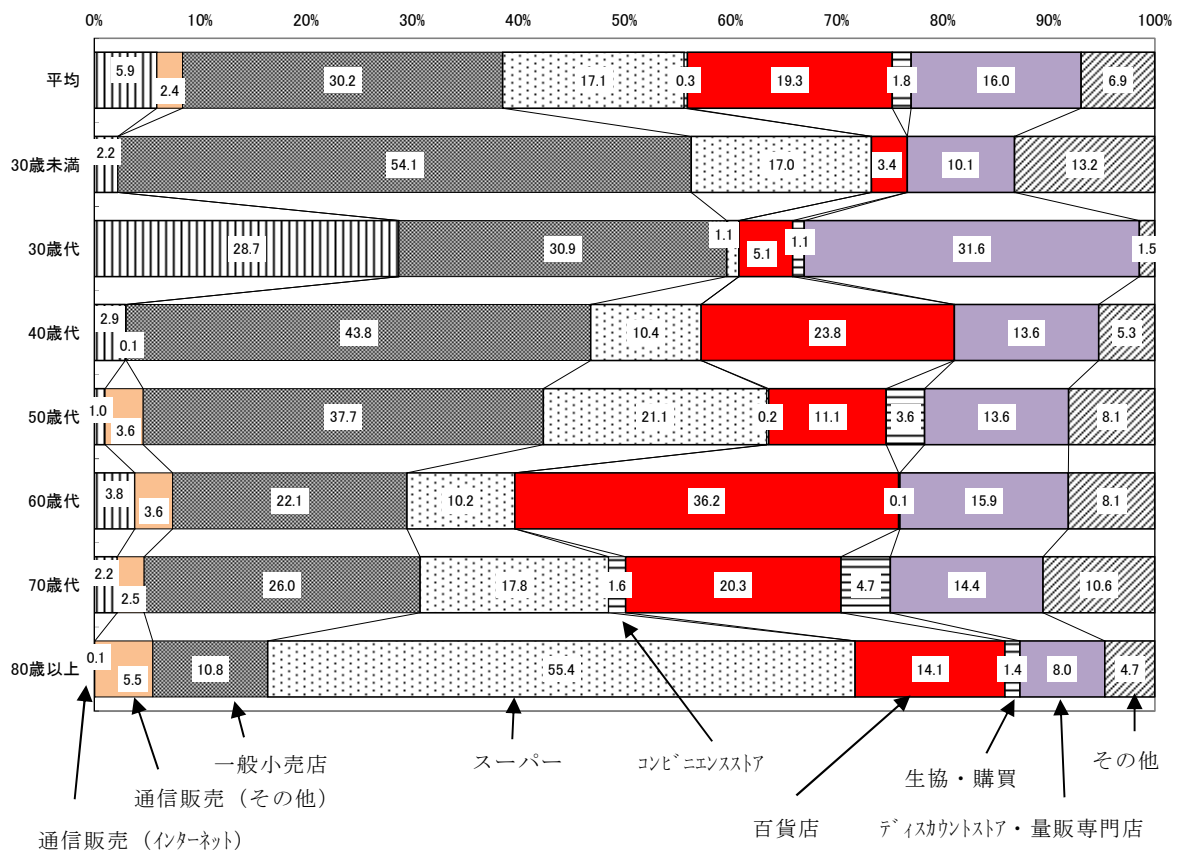 0% 10% 20% 30% 40% 50% 60% 70% 80% 90% 100%
平均 5.9 2.4 30.2 17.1 0.3 19.3 1.8 16.0 6.9
30歳未満 2.2 54.1 17.0 3.4 10.1 13.2
30歳代 28.7 30.9 1.1 5.1 1.1 31.6 1.5
40歳代 2.9 0.1 43.8 10.4 23.8 13.6 5.3
50歳代 1.0 3.6 37.7 21.1 0.2 11.1 3.6 13.6 8.1
60歳代 3.8 3.6 22.1 10.2 36.2 0.1 15.9 8.1
70歳代 2.2 2.5 26.0 17.8 1.6 20.3 4.7 14.4 10.6
80歳以上 0.1 5.5 10.8 55.4 14.1 1.4 8.0 4.7
一般小売店 スーパー ｺﾝﾋﾞﾆｴﾝｽｽﾄｱ その他
通信販売（その他） 生協・購買
通信販売（ｲﾝﾀｰﾈｯﾄ） 百貨店 ﾃﾞｨｽｶｳﾝﾄｽﾄｱ・量販専門店